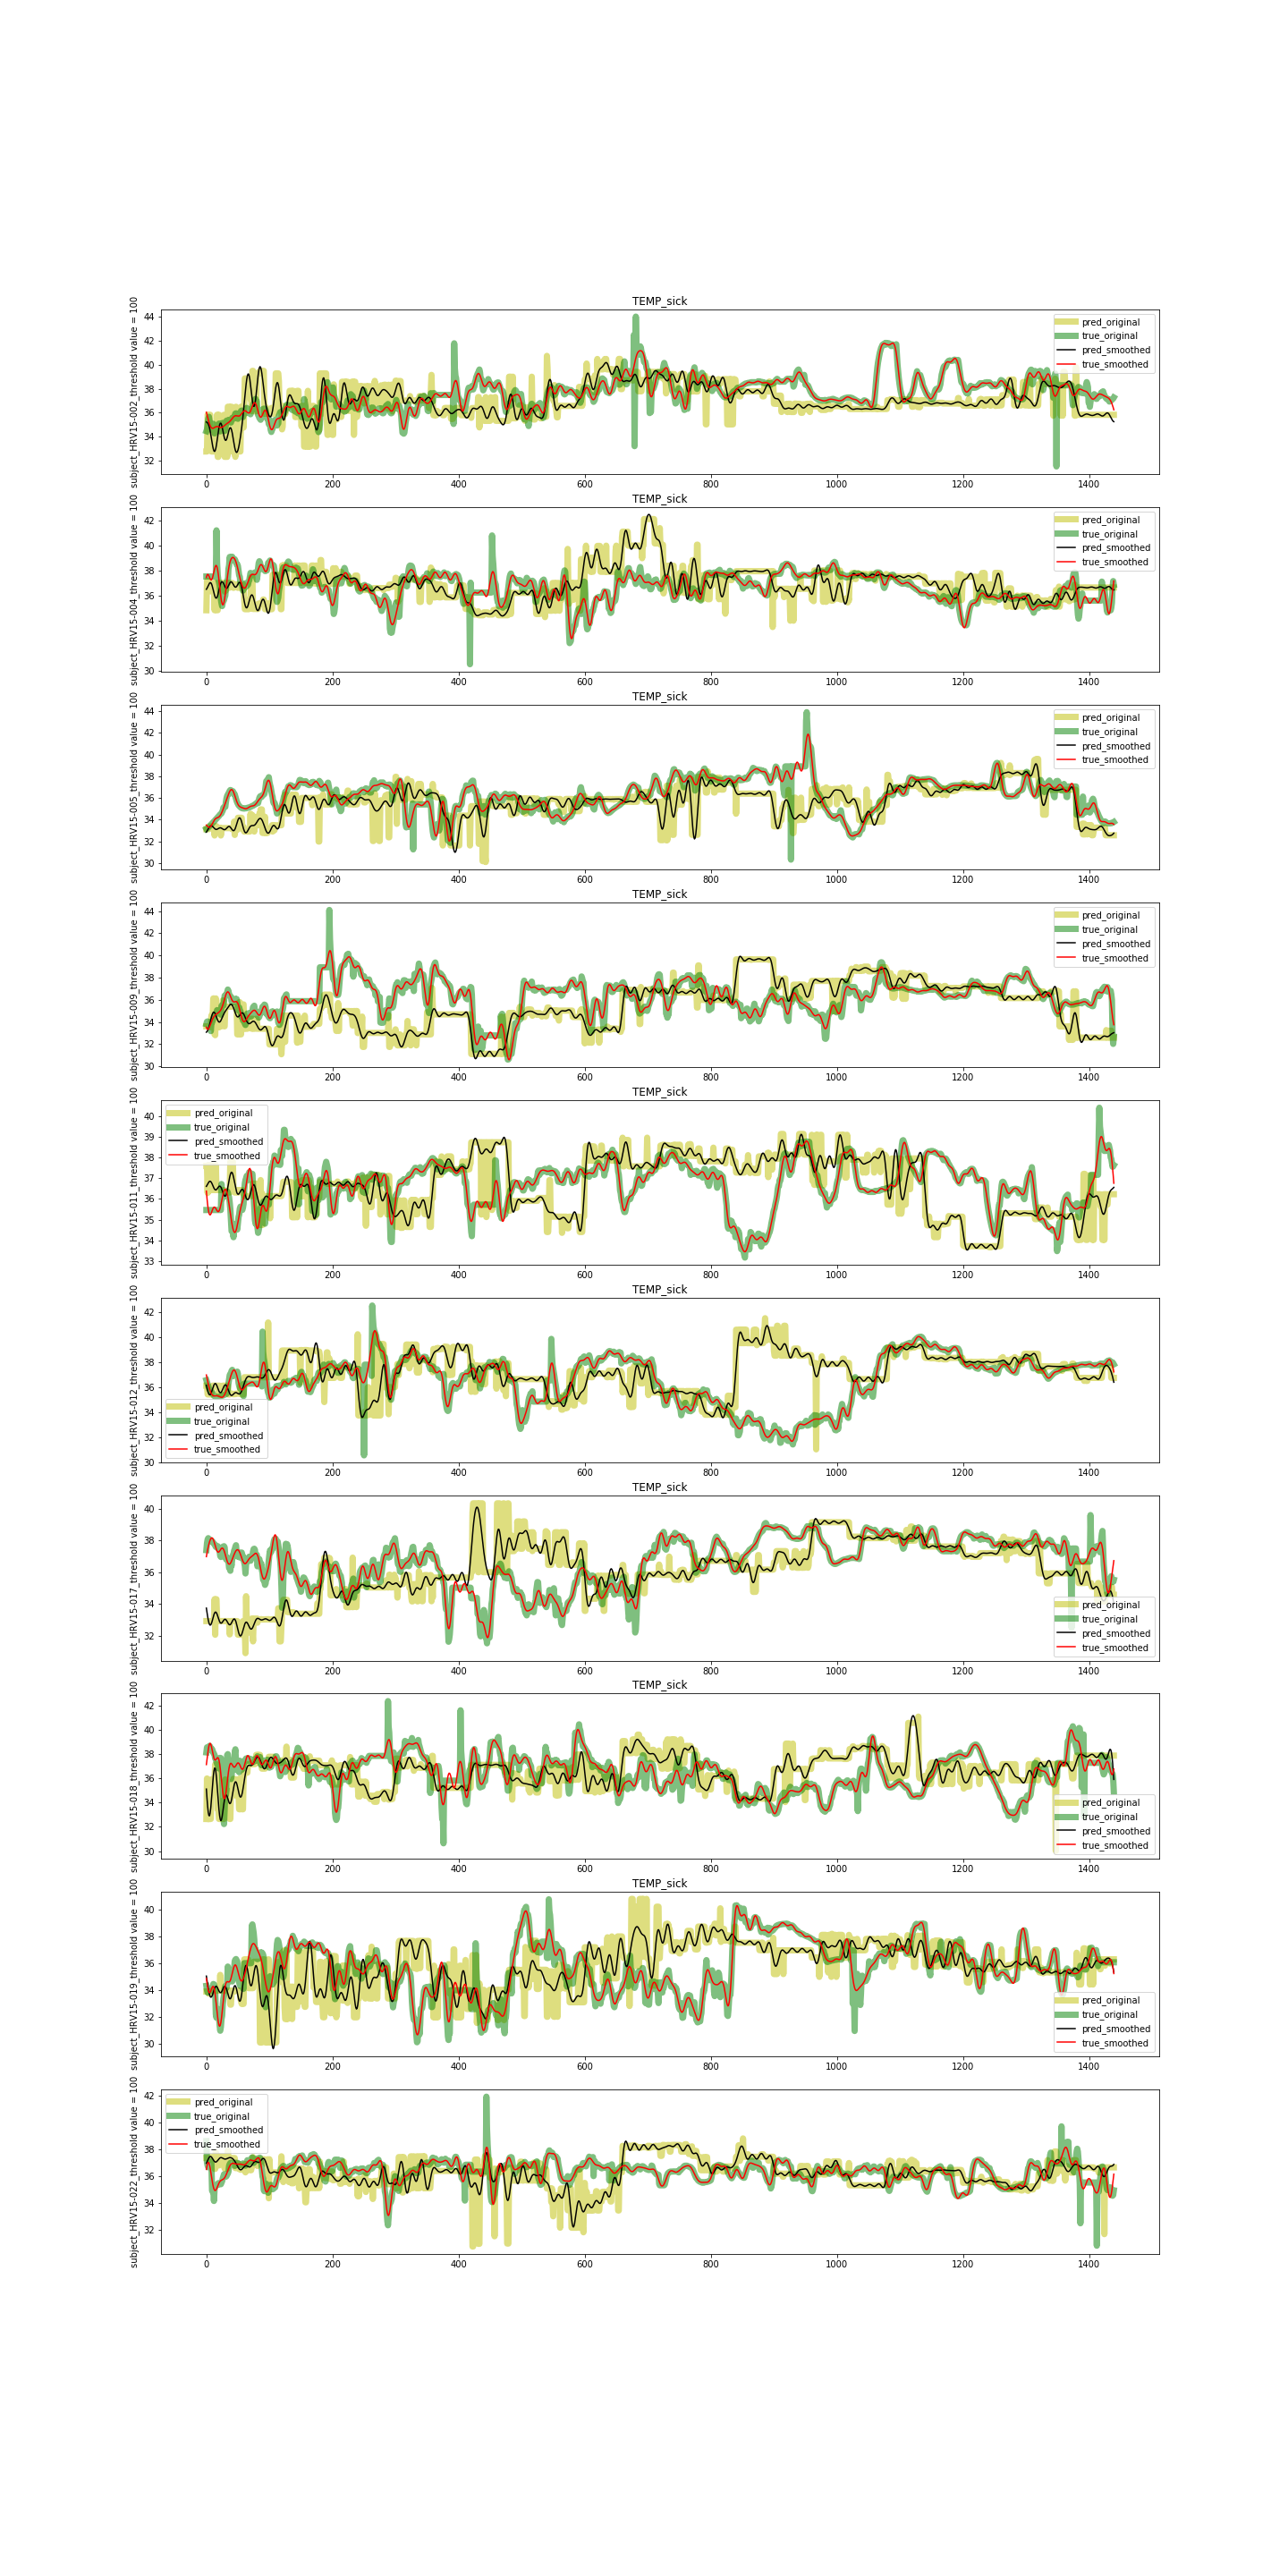 TEMP_sick
subject_HRV15-002_threshold value = 100
44
42
40
38
36
34
32
0 200 400 600 800 1000 1200 1400
pred_original
true_original
pred_smoothed
true_smoothed
TEMP_sick
subject_HRV15-004_threshold value = 100
42
40
38
36
34
32
30
0 200 400 600 800 1000 1200 1400
pred_original
true_original
pred_smoothed
true_smoothed
TEMP_sick
subject_HRV15-005_threshold value = 100
44
42
40
38
36
34
32
30
0 200 400 600 800 1000 1200 1400
pred_original
true_original
pred_smoothed
true_smoothed
TEMP_sick
subject_HRV15-009_threshold value = 100
44
42
40
38
36
34
32
30
0 200 400 600 800 1000 1200 1400
pred_original
true_original
pred_smoothed
true_smoothed
TEMP_sick
subject_HRV15-011_threshold value = 100
40
39
38
37
36
35
34
33
0 200 400 600 800 1000 1200 1400
pred_original
true_original
pred_smoothed
true_smoothed
TEMP_sick
subject_HRV15-012_threshold value = 100
42
40
38
36
34
32
30
0 200 400 600 800 1000 1200 1400
pred_original
true_original
pred_smoothed
true_smoothed
TEMP_sick
subject_HRV15-017_threshold value = 100
40
38
36
34
32
0 200 400 600 800 1000 1200 1400
pred_original
true_original
pred_smoothed
true_smoothed
TEMP_sick
subject_HRV15-018_threshold value = 100
42
40
38
36
34
32
30
0 200 400 600 800 1000 1200 1400
pred_original
true_original
pred_smoothed
true_smoothed
TEMP_sick
subject_HRV15-019_threshold value = 100
40
38
36
34
32
30
0 200 400 600 800 1000 1200 1400
pred_original
true_original
pred_smoothed
true_smoothed
TEMP_sick
subject_HRV15-022_threshold value = 100
42
40
38
36
34
32
0 200 400 600 800 1000 1200 1400
pred_original
true_original
pred_smoothed
true_smoothed